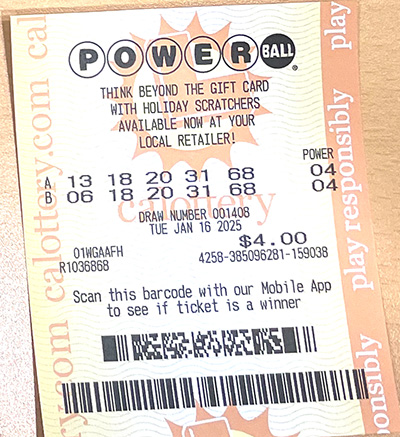 POWER BALL
THINK BEYOND THE GIFT CARD
WITH HOLIDAY SCRATCHERS
AVAILABLE NOW AT YOUR
LOCAL RETAILER!
POWER
A 13 18 20 31 68 04
B 06 18 20 31 68 04
calottery
DRAW NUMBER 001408
TUE JAN 16 2025
$4.00
01WGAAFH
R1036868
4258-385096281-159038
Scan this barcode with our Mobile App
to see if ticket is a winner
calottery.com
play responsibly
play